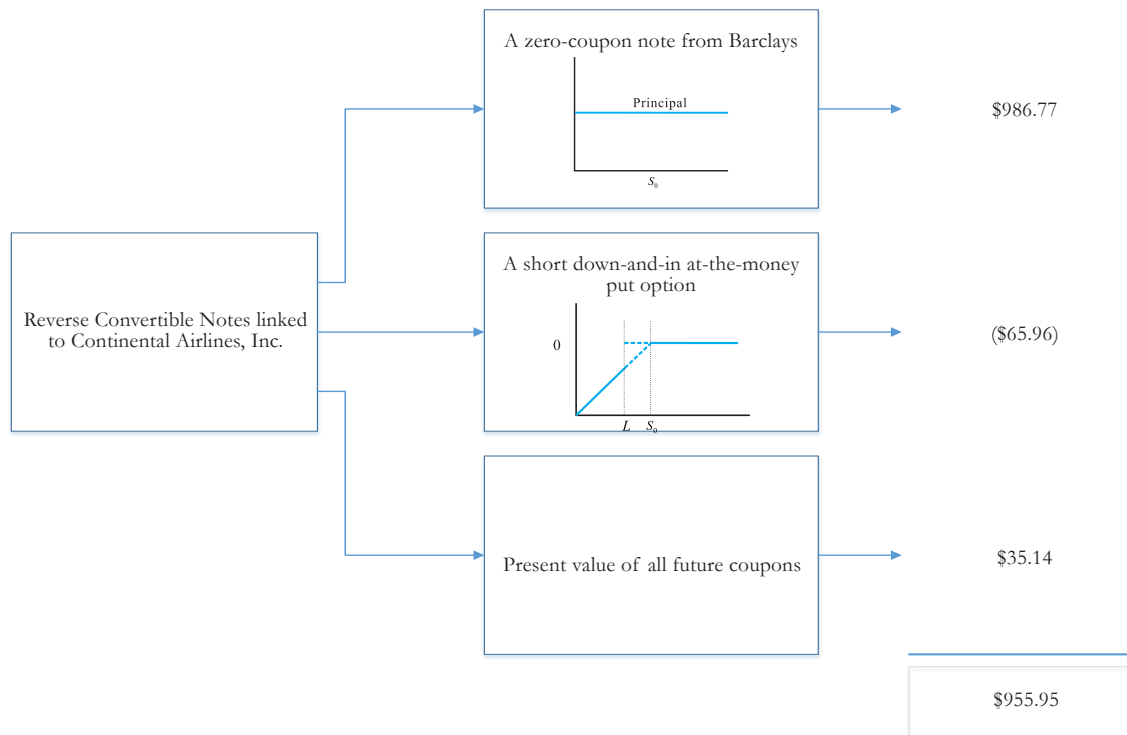 A zero-coupon note from Barclays
Principal
S₀
$986.77
Reverse Convertible Notes linked
to Continental Airlines, Inc.
A short down-and-in at-the-money
put option
0
L S₀
($65.96)
Present value of all future coupons
$35.14
$955.95